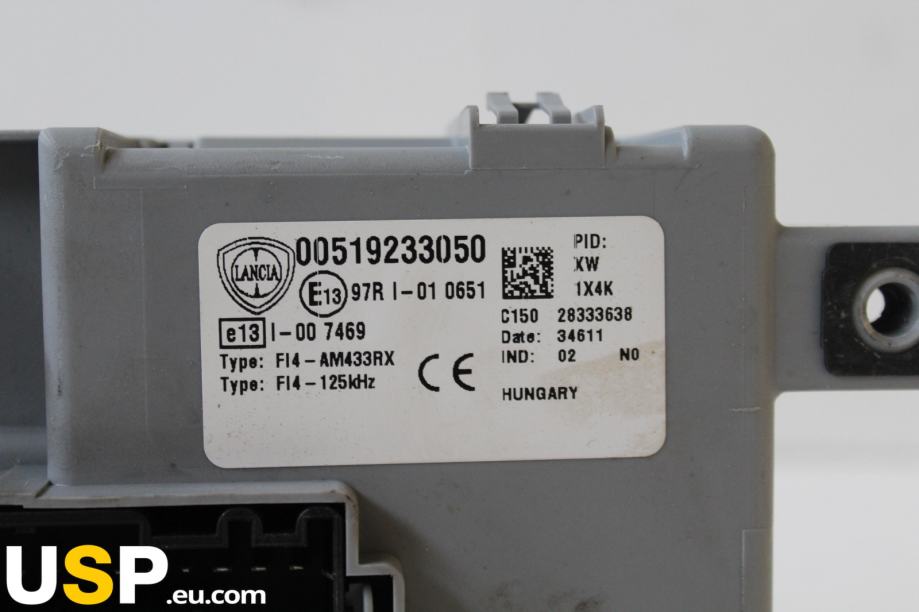 LANCIA
00519233050
E13 97R I-01 0651
e13 I-00 7469
Type: FI4-AM433RX
Type: FI4-125kHz
CE
PID:
XW
1X4K
C150 28333638
Date: 34611
IND: 02 NO
HUNGARY
USP.eu.com